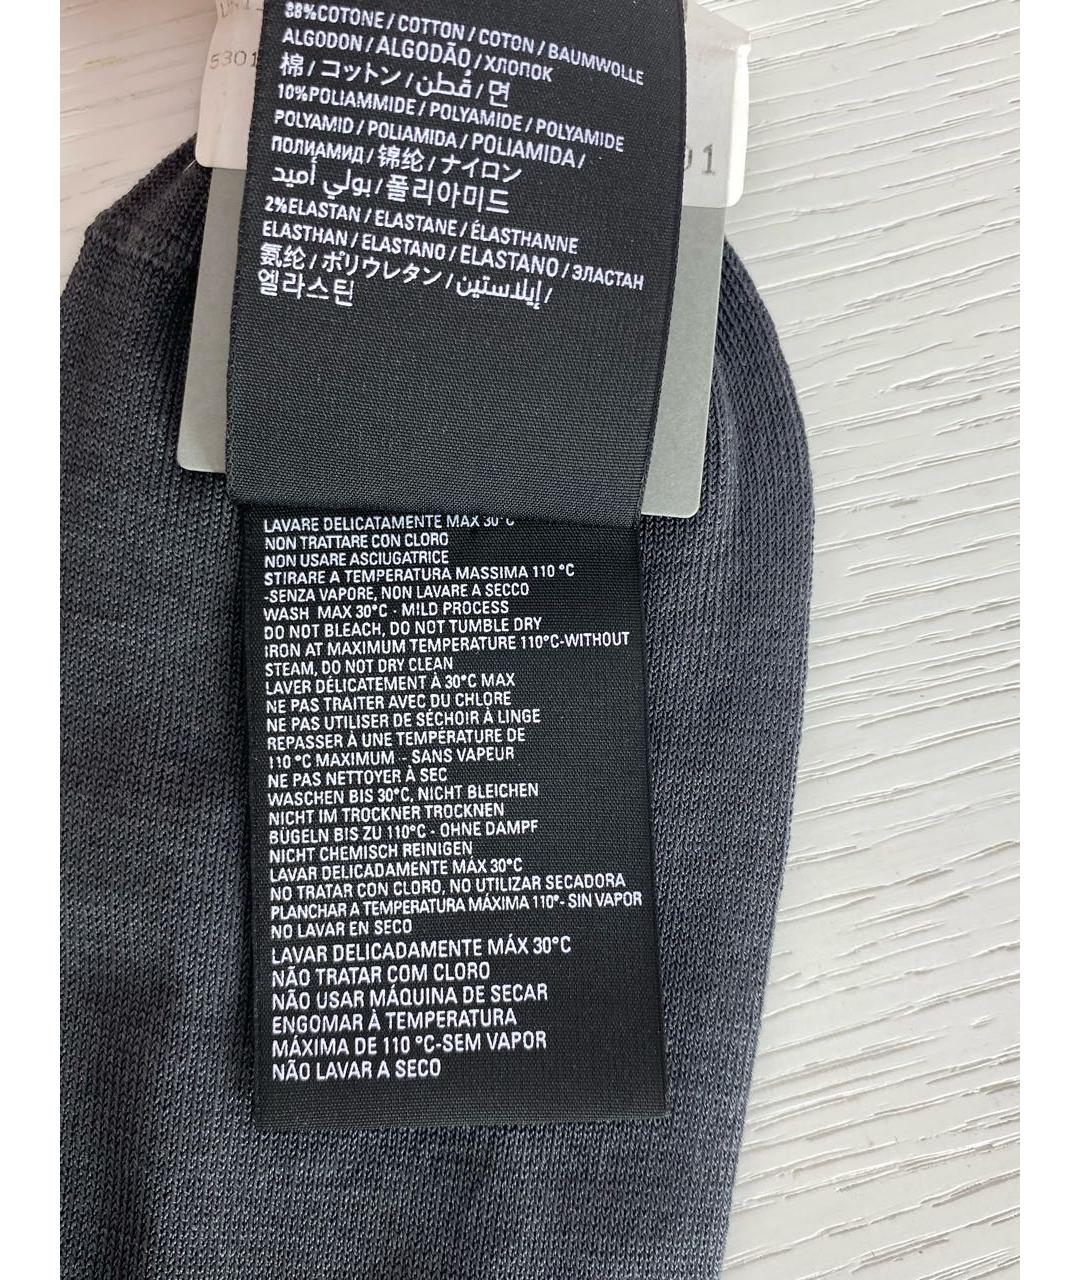 5301
91
88%COTONE / COTTON / COTON / BAUMWOLLE
ALGODON / ALGODÃO / ХЛОПОК
棉 / コットン / قطن / 면
10%POLIAMMIDE / POLYAMIDE / POLYAMIDE
POLYAMID / POLIAMIDA / POLIAMIDA /
ПОЛИАМИД / 锦纶 / ナイロン
بولي أميد / 폴리아미드
2%ELASTAN / ELASTANE / ÉLASTHANNE
ELASTHAN / ELASTANO / ELASTANO / ЭЛАСТАН
氨纶 / ポリウレタン / إيلاستين /
엘라스틴
LAVARE DELICATAMENTE MAX 30°C
NON TRATTARE CON CLORO
NON USARE ASCIUGATRICE
STIRARE A TEMPERATURA MASSIMA 110 °C
-SENZA VAPORE, NON LAVARE A SECCO
WASH MAX 30°C - MILD PROCESS
DO NOT BLEACH, DO NOT TUMBLE DRY
IRON AT MAXIMUM TEMPERATURE 110°C-WITHOUT
STEAM, DO NOT DRY CLEAN
LAVER DÉLICATEMENT À 30°C MAX
NE PAS TRAITER AVEC DU CHLORE
NE PAS UTILISER DE SÉCHOIR À LINGE
REPASSER À UNE TEMPÉRATURE DE
110 °C MAXIMUM - SANS VAPEUR
NE PAS NETTOYER À SEC
WASCHEN BIS 30°C, NICHT BLEICHEN
NICHT IM TROCKNER TROCKNEN
BÜGELN BIS ZU 110°C - OHNE DAMPF
NICHT CHEMISCH REINIGEN
LAVAR DELICADAMENTE MÁX 30°C
NO TRATAR CON CLORO, NO UTILIZAR SECADORA
PLANCHAR A TEMPERATURA MÁXIMA 110°- SIN VAPOR
NO LAVAR EN SECO
LAVAR DELICADAMENTE MÁX 30°C
NÃO TRATAR COM CLORO
NÃO USAR MÁQUINA DE SECAR
ENGOMAR À TEMPERATURA
MÁXIMA DE 110 °C-SEM VAPOR
NÃO LAVAR A SECO